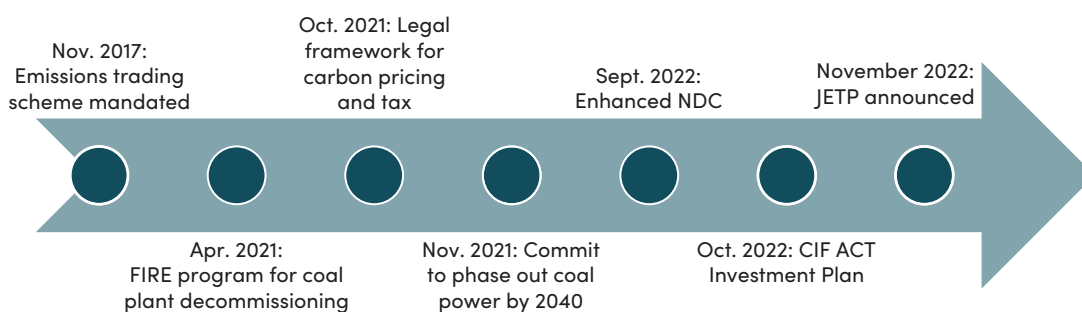 Nov. 2017:
Emissions trading
scheme mandated
Apr. 2021:
FIRE program for coal
plant decommissioning
Oct. 2021: Legal
framework for
carbon pricing
and tax
Nov. 2021: Commit
to phase out coal
power by 2040
Sept. 2022:
Enhanced NDC
Oct. 2022: CIF ACT
Investment Plan
November 2022:
JETP announced